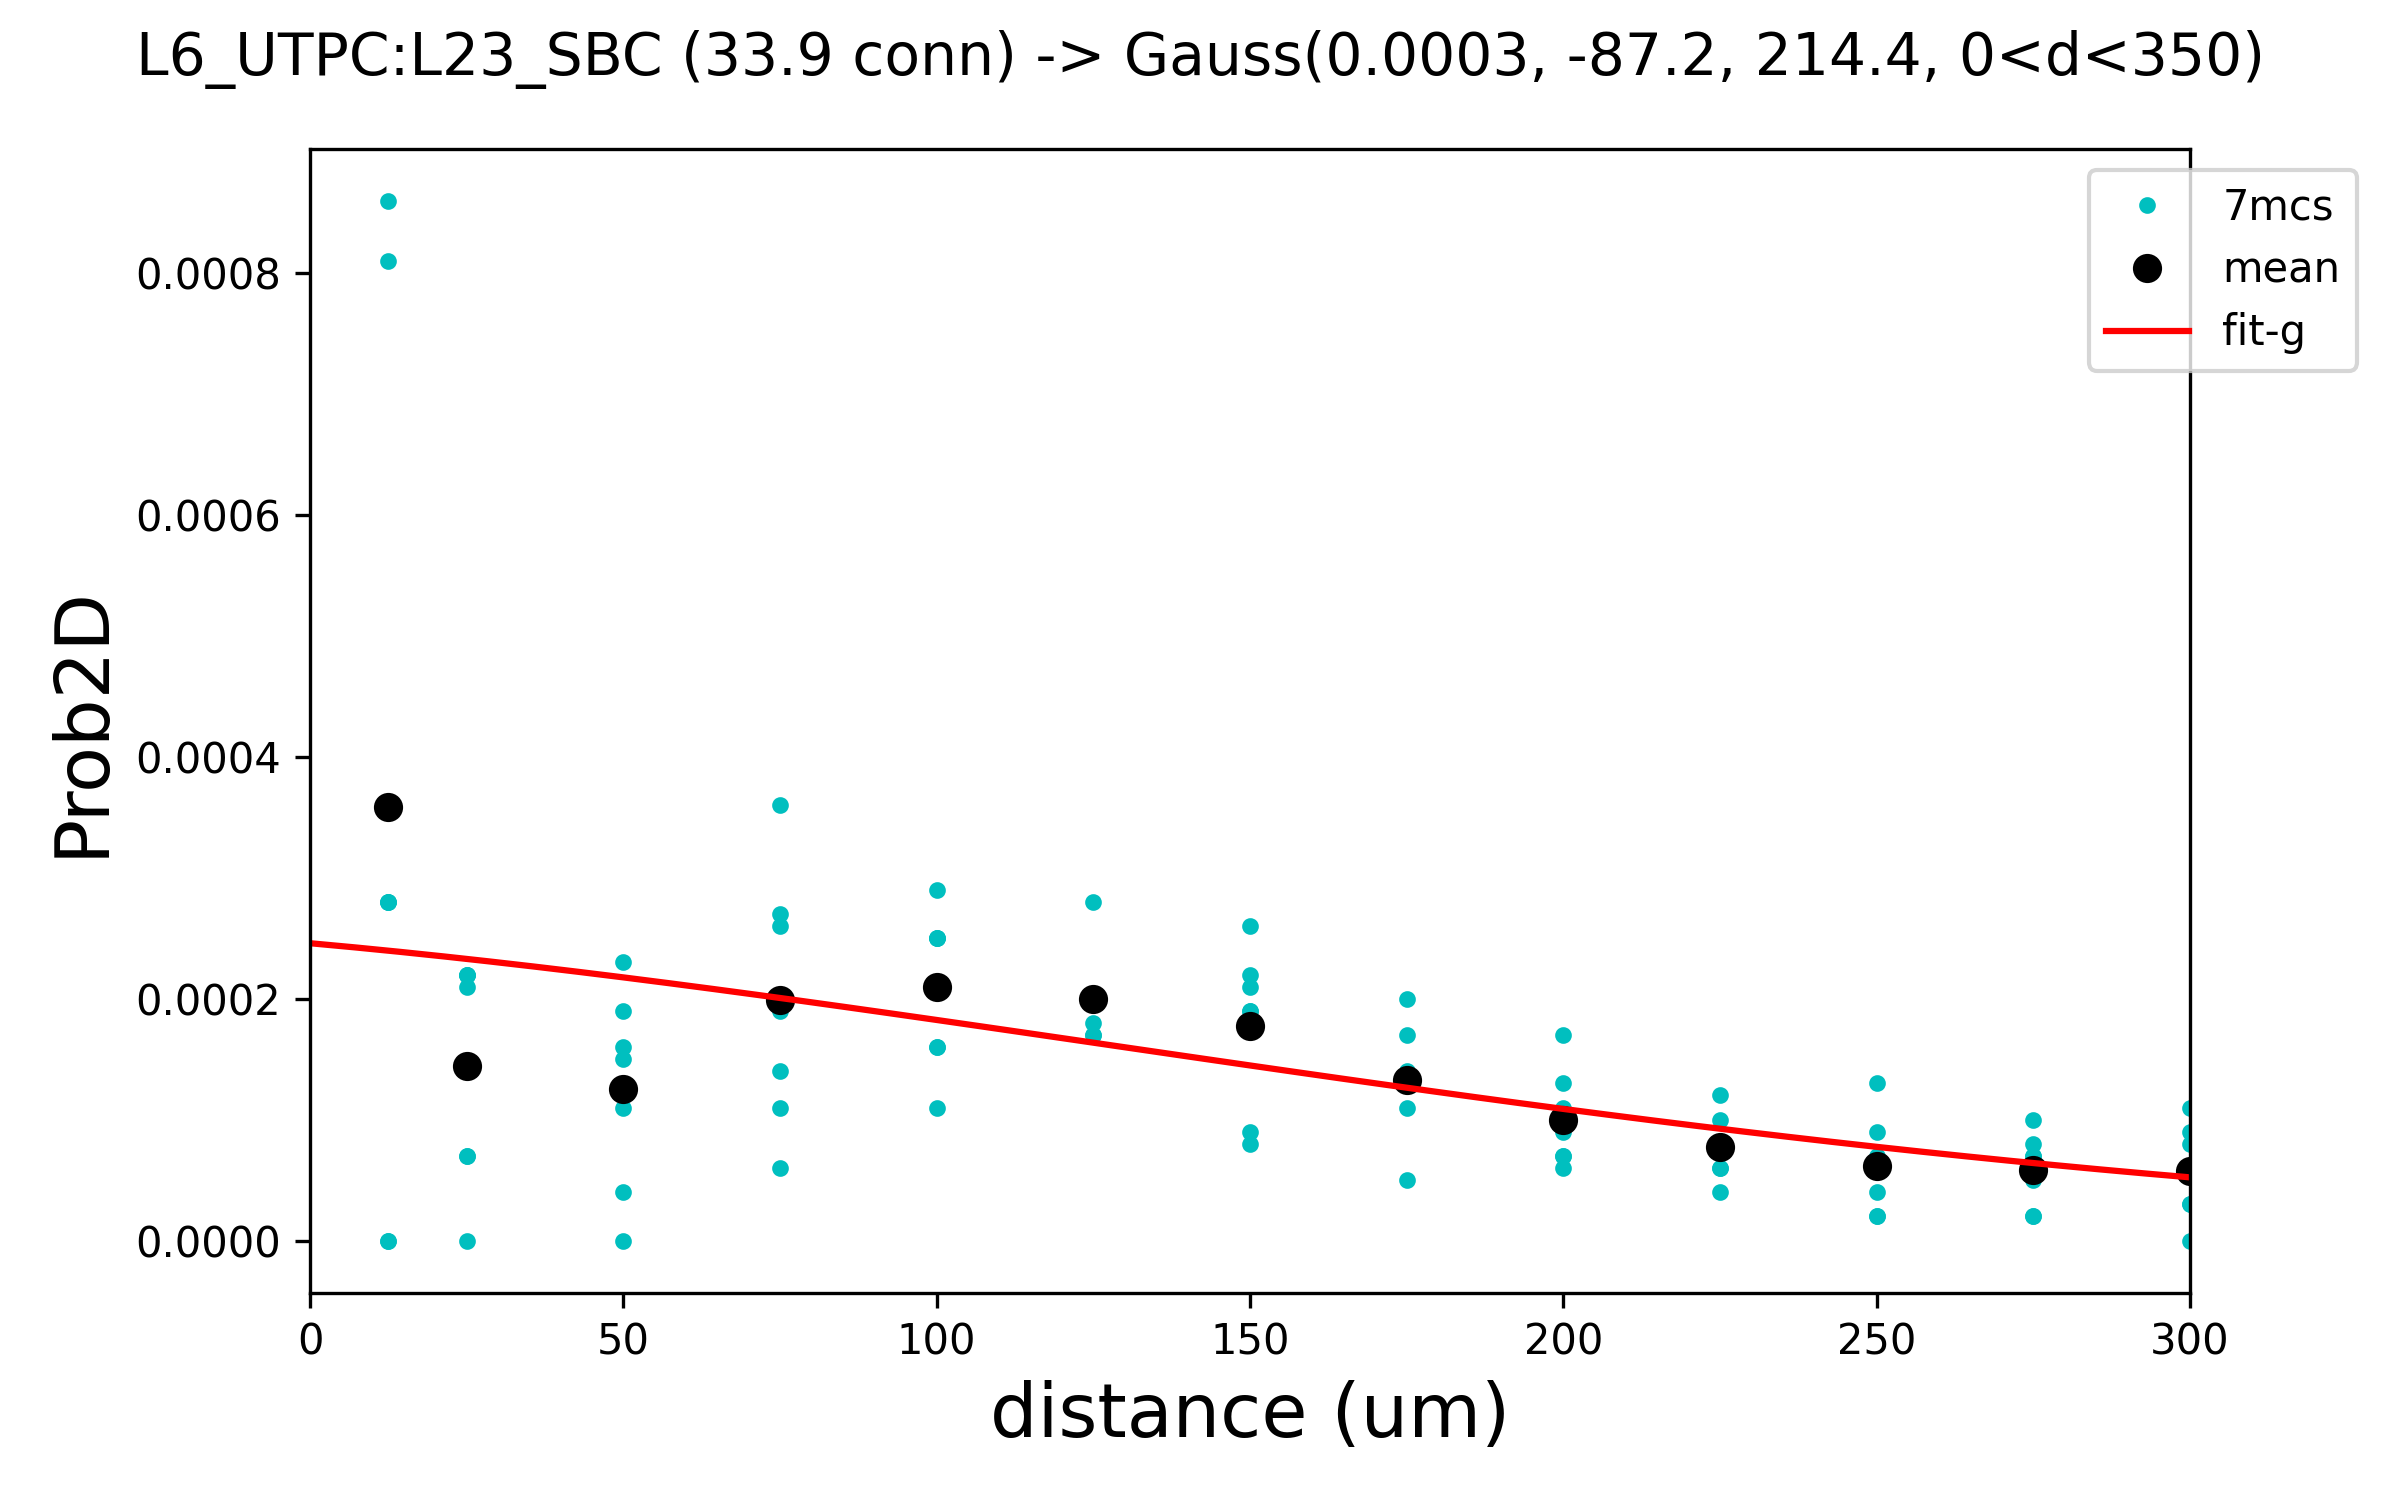 L6_UTPC:L23_SBC (33.9 conn) -> Gauss(0.0003, -87.2, 214.4, 0<d<350)
7mcs
mean
fit-g
0.0008
0.0006
0.0004
0.0002
0.0000
Prob2D
0 50 100 150 200 250 300
distance (um)